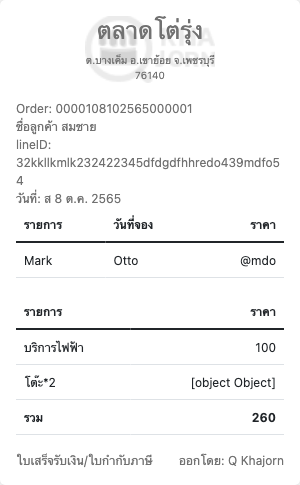 ตลาดโต่รุ่ง
ต.บางเค็ม อ.เขาย้อย จ.เพชรบุรี
76140
Order: 0000108102565000001
ชื่อลูกค้า สมชาย
lineID:
32kkllkmlk232422345dfdgdfhhredo439mdfo5
4
วันที่: ส 8 ต.ค. 2565
รายการ วันที่จอง ราคา
Mark Otto @mdo
รายการ ราคา
บริการไฟฟ้า 100
โต๊ะ*2 [object Object]
รวม 260
ใบเสร็จรับเงิน/ใบกำกับภาษี ออกโดย: Q Khajorn